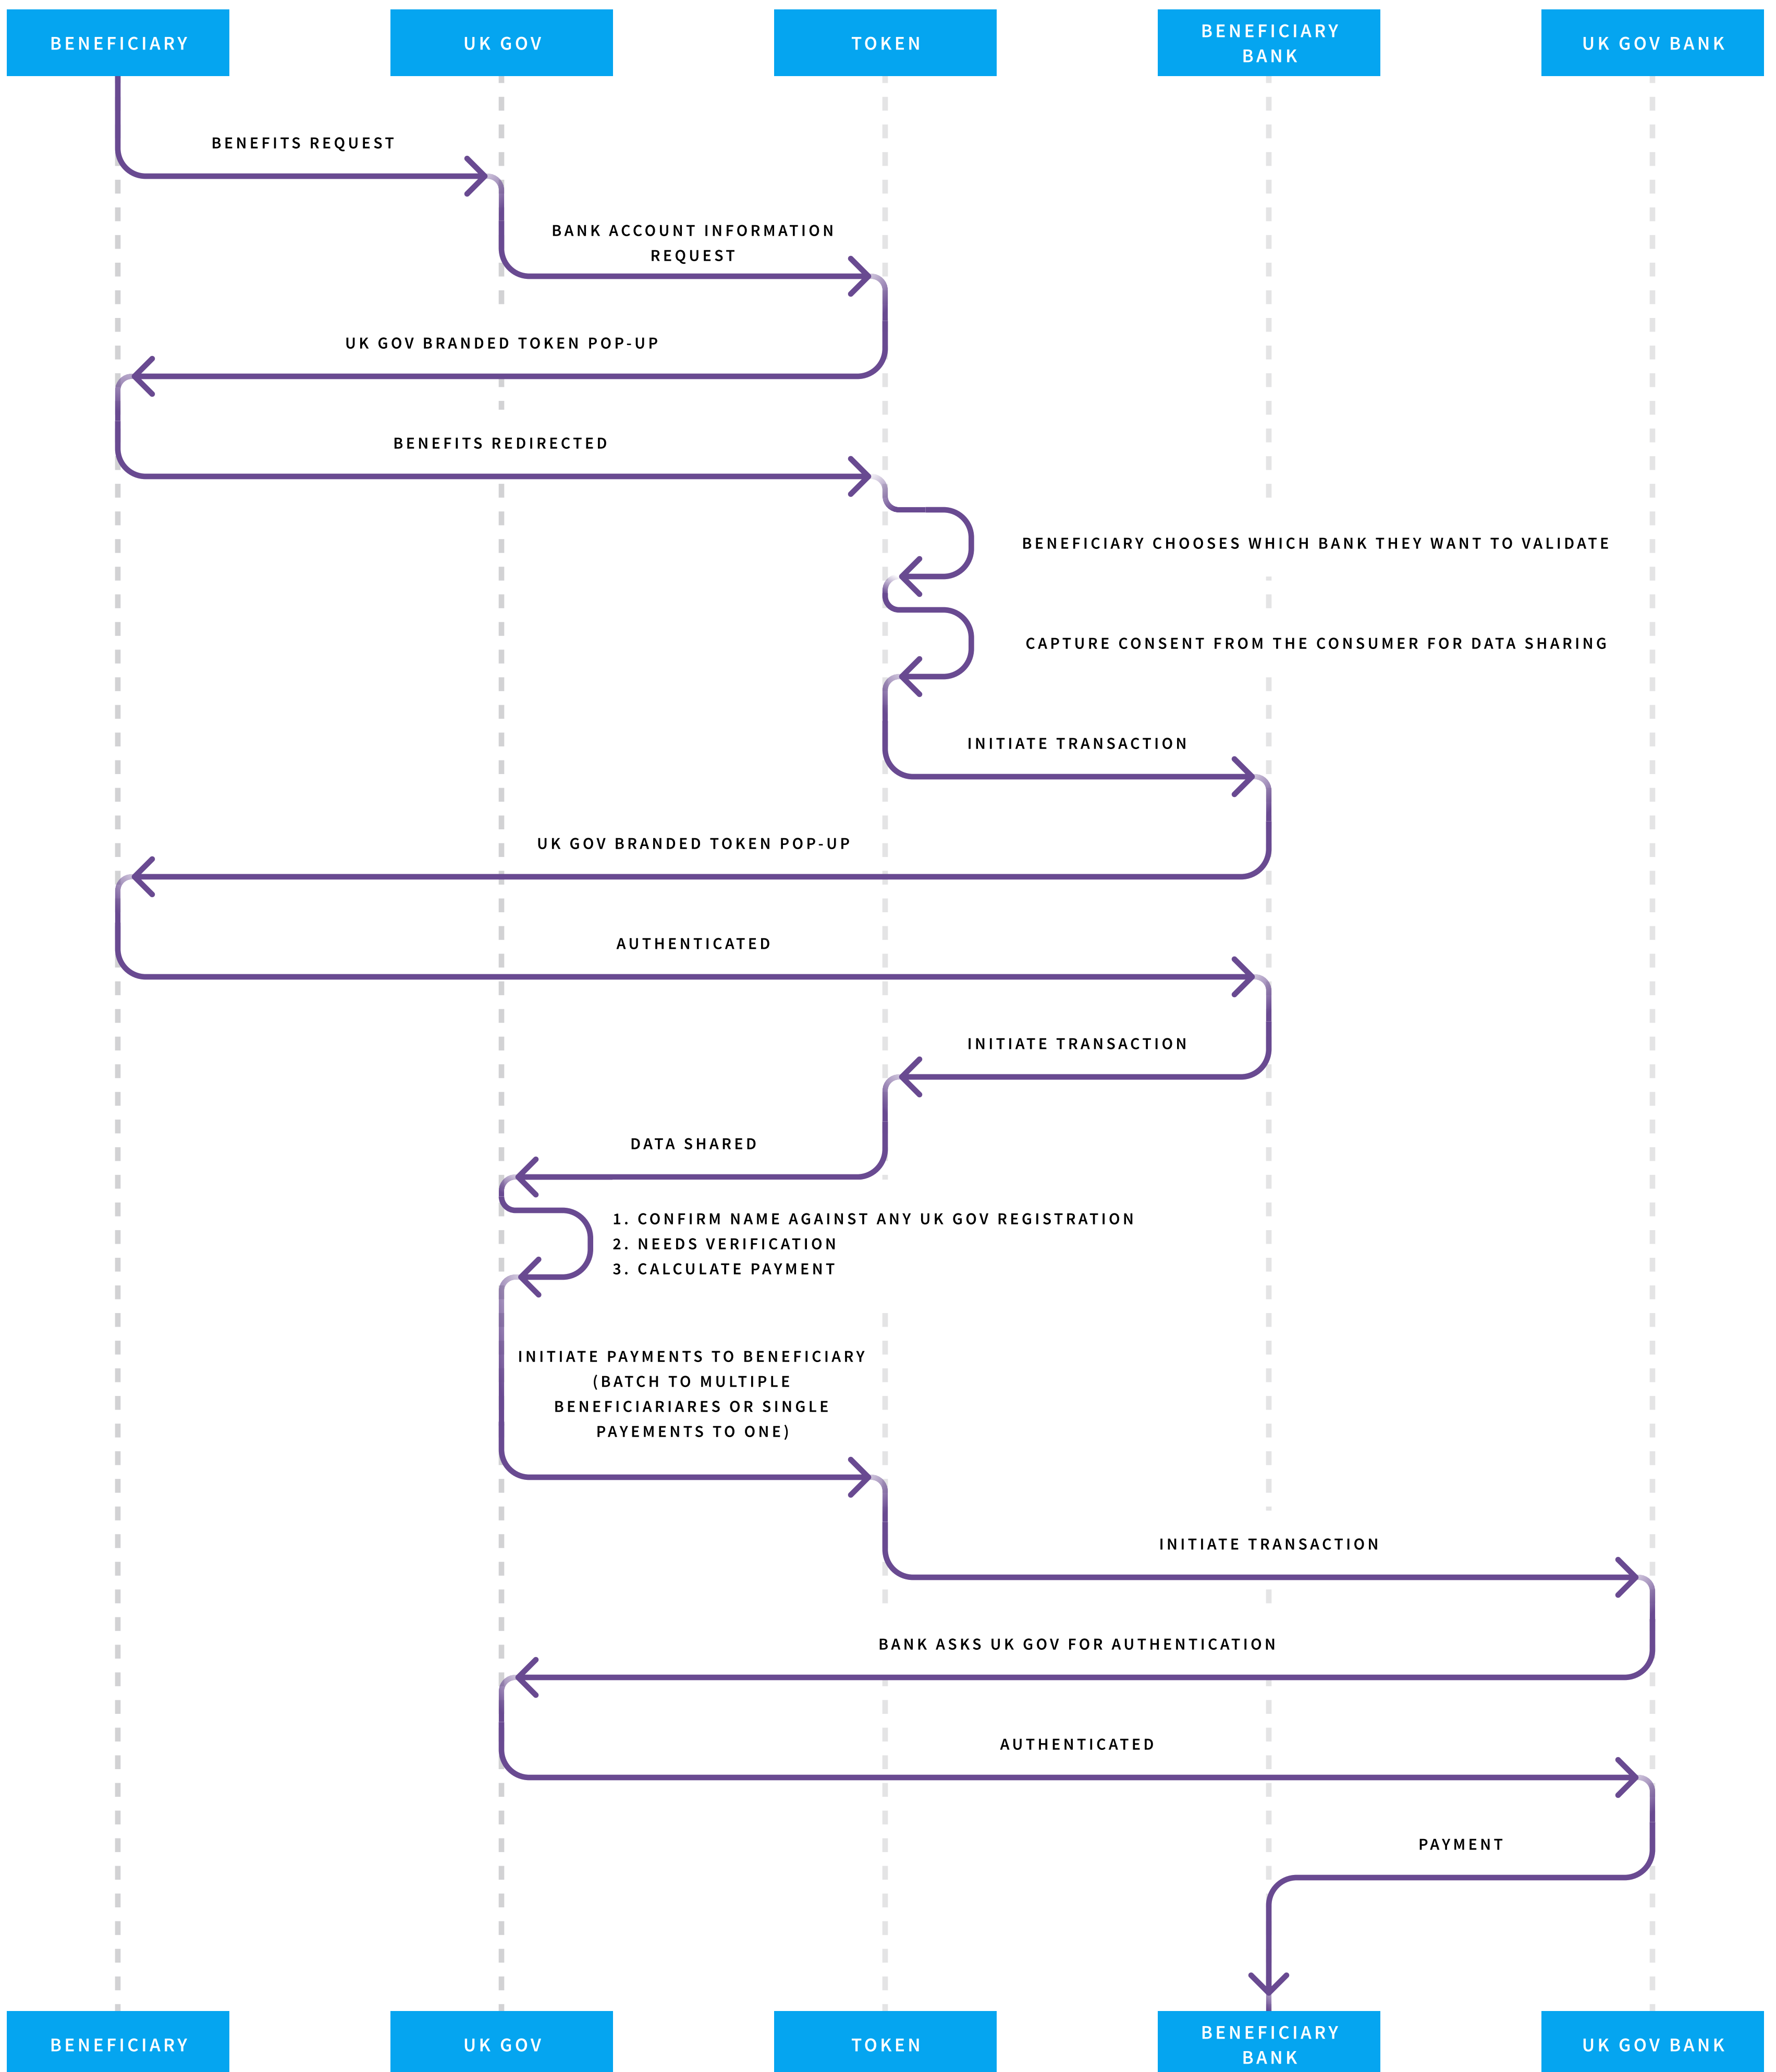 BENEFICIARY
UK GOV
TOKEN
BENEFICIARY
BANK
UK GOV BANK
BENEFITS REQUEST
BANK ACCOUNT INFORMATION
REQUEST
UK GOV BRANDED TOKEN POP-UP
BENEFITS REDIRECTED
BENEFICIARY CHOOSES WHICH BANK THEY WANT TO VALIDATE
CAPTURE CONSENT FROM THE CONSUMER FOR DATA SHARING
INITIATE TRANSACTION
UK GOV BRANDED TOKEN POP-UP
AUTHENTICATED
INITIATE TRANSACTION
DATA SHARED
1. CONFIRM NAME AGAINST ANY UK GOV REGISTRATION
2. NEEDS VERIFICATION
3. CALCULATE PAYMENT
INITIATE PAYMENTS TO BENEFICIARY
(BATCH TO MULTIPLE
BENEFICIARIARES OR SINGLE
PAYEMENTS TO ONE)
INITIATE TRANSACTION
BANK ASKS UK GOV FOR AUTHENTICATION
AUTHENTICATED
PAYMENT
BENEFICIARY
UK GOV
TOKEN
BENEFICIARY
BANK
UK GOV BANK